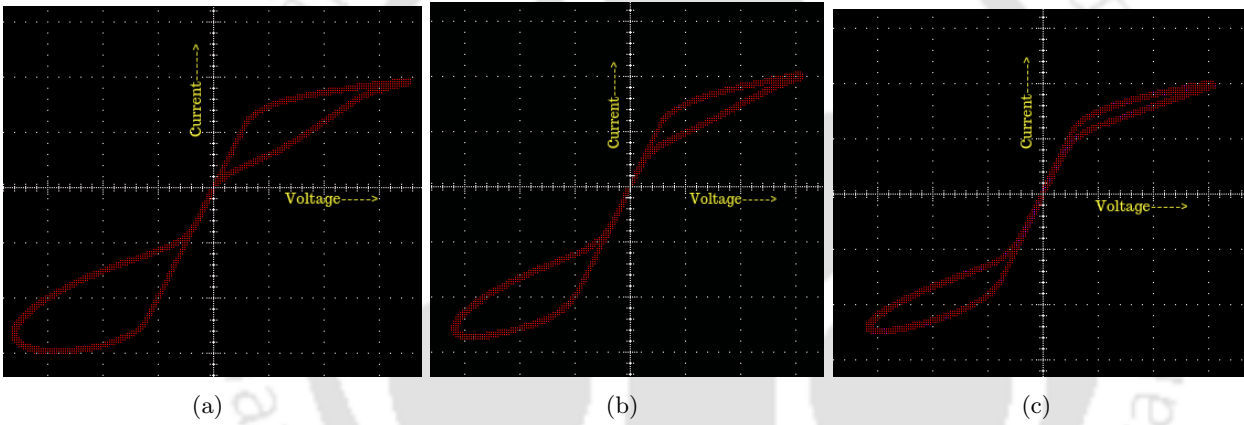 Current----->
Voltage----->
Current----->
Voltage----->
Current----->
Voltage----->
(a)
(b)
(c)